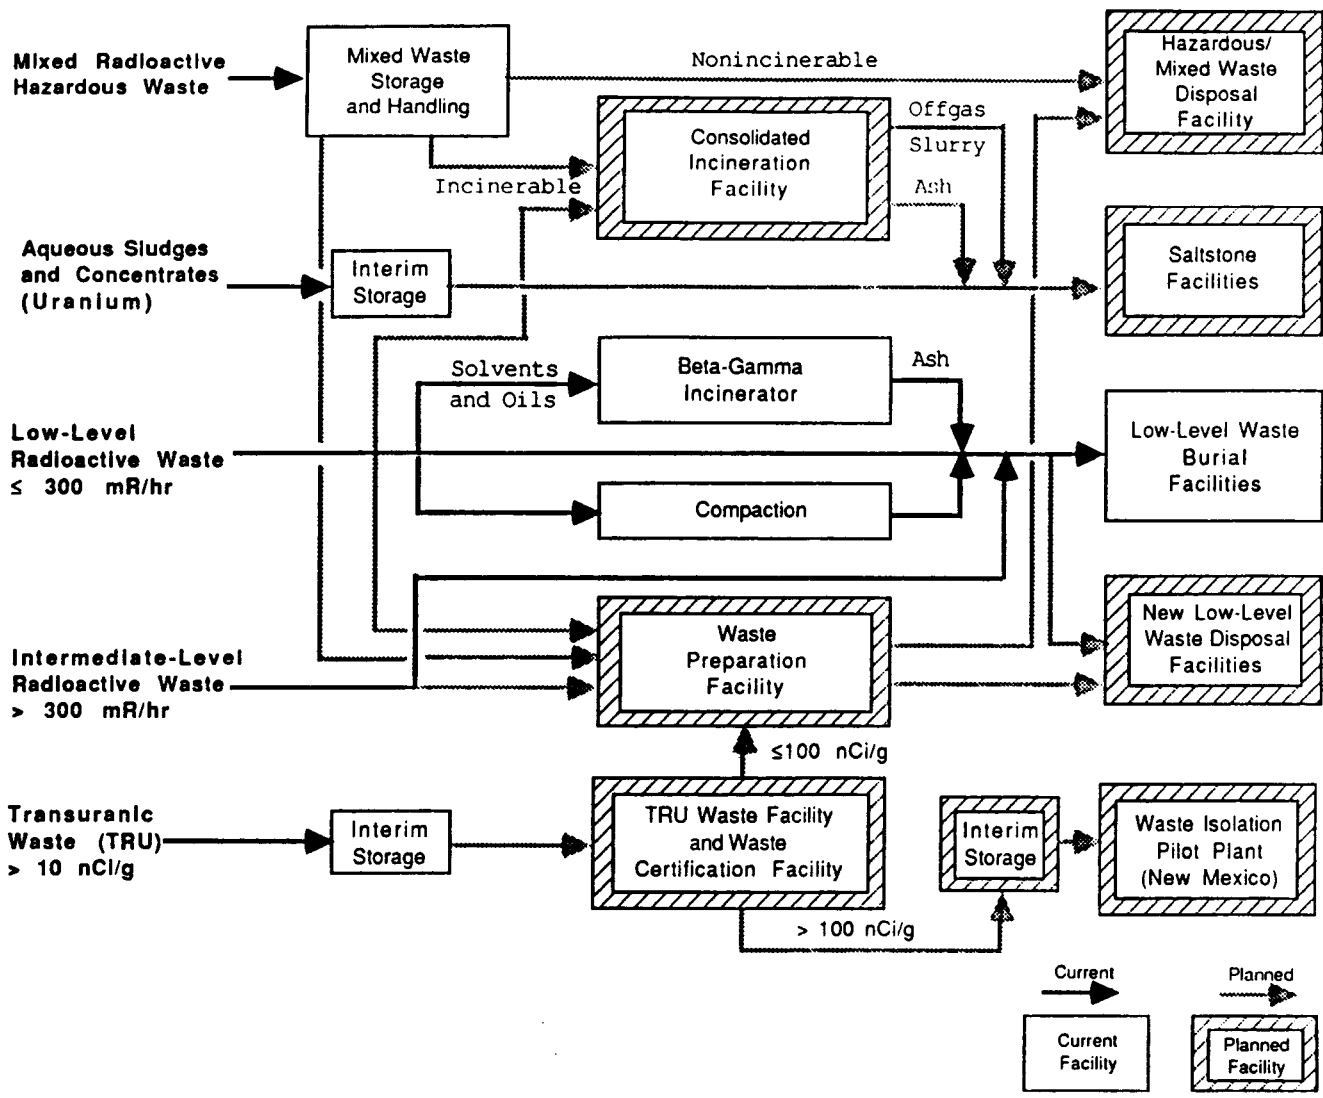 Mixed Radioactive
Hazardous Waste
Mixed Waste
Storage
and Handling
Nonincinerable
Hazardous/
Mixed Waste
Disposal
Facility
Incinerable
Consolidated
Incineration
Facility
Offgas
Slurry
Ash
Aqueous Sludges
and Concentrates
(Uranium)
Interim
Storage
Saltstone
Facilities
Solvents
and Oils
Beta-Gamma
Incinerator
Ash
Low-Level
Radioactive Waste
≤ 300 mR/hr
Compaction
Low-Level Waste
Burial
Facilities
Intermediate-Level
Radioactive Waste
> 300 mR/hr
Waste
Preparation
Facility
New Low-Level
Waste Disposal
Facilities
≤100 nCi/g
Transuranic
Waste (TRU)
> 10 nCi/g
Interim
Storage
TRU Waste Facility
and Waste
Certification Facility
> 100 nCi/g
Interim
Storage
Waste Isolation
Pilot Plant
(New Mexico)
Current
Planned
Current
Facility
Planned
Facility